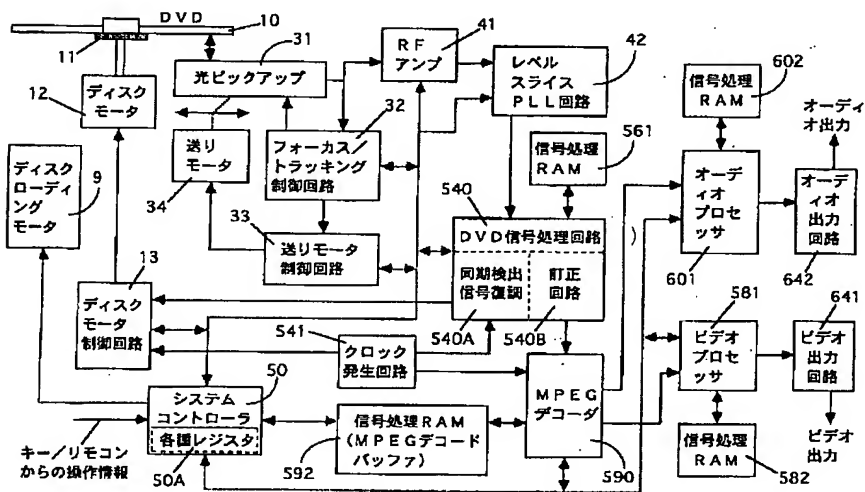 DVD
10
11
31
RF
アンプ
41
42
レベル
スライス
PLL回路
光ピックアップ
12
ディスク
モータ
32
信号処理
RAM
602
オーディ
オ出力
ディスク
ローディング
モータ
9
送り
モータ
34
フォーカス/
トラッキング
制御回路
信号処理
RAM
561
オーデ
ィオプ
ロセッ
サ
601
オーデ
ィオ出力
回路
642
540
DVD信号処理回路
同期検出
信号復調
訂正
回路
540A
540B
33
送りモータ
制御回路
13
ディスク
モータ
制御回路
541
クロック
発生回路
581
ビデオ
プロセ
ッサ
641
ビデオ
出力
回路
50
システム
コントローラ
各種レジスタ
50A
信号処理RAM
(MPEGデコード
バッファ)
592
MPEG
デコーダ
590
信号処理
RAM
582
ビデオ
出力
キー/リモコン
からの操作情報